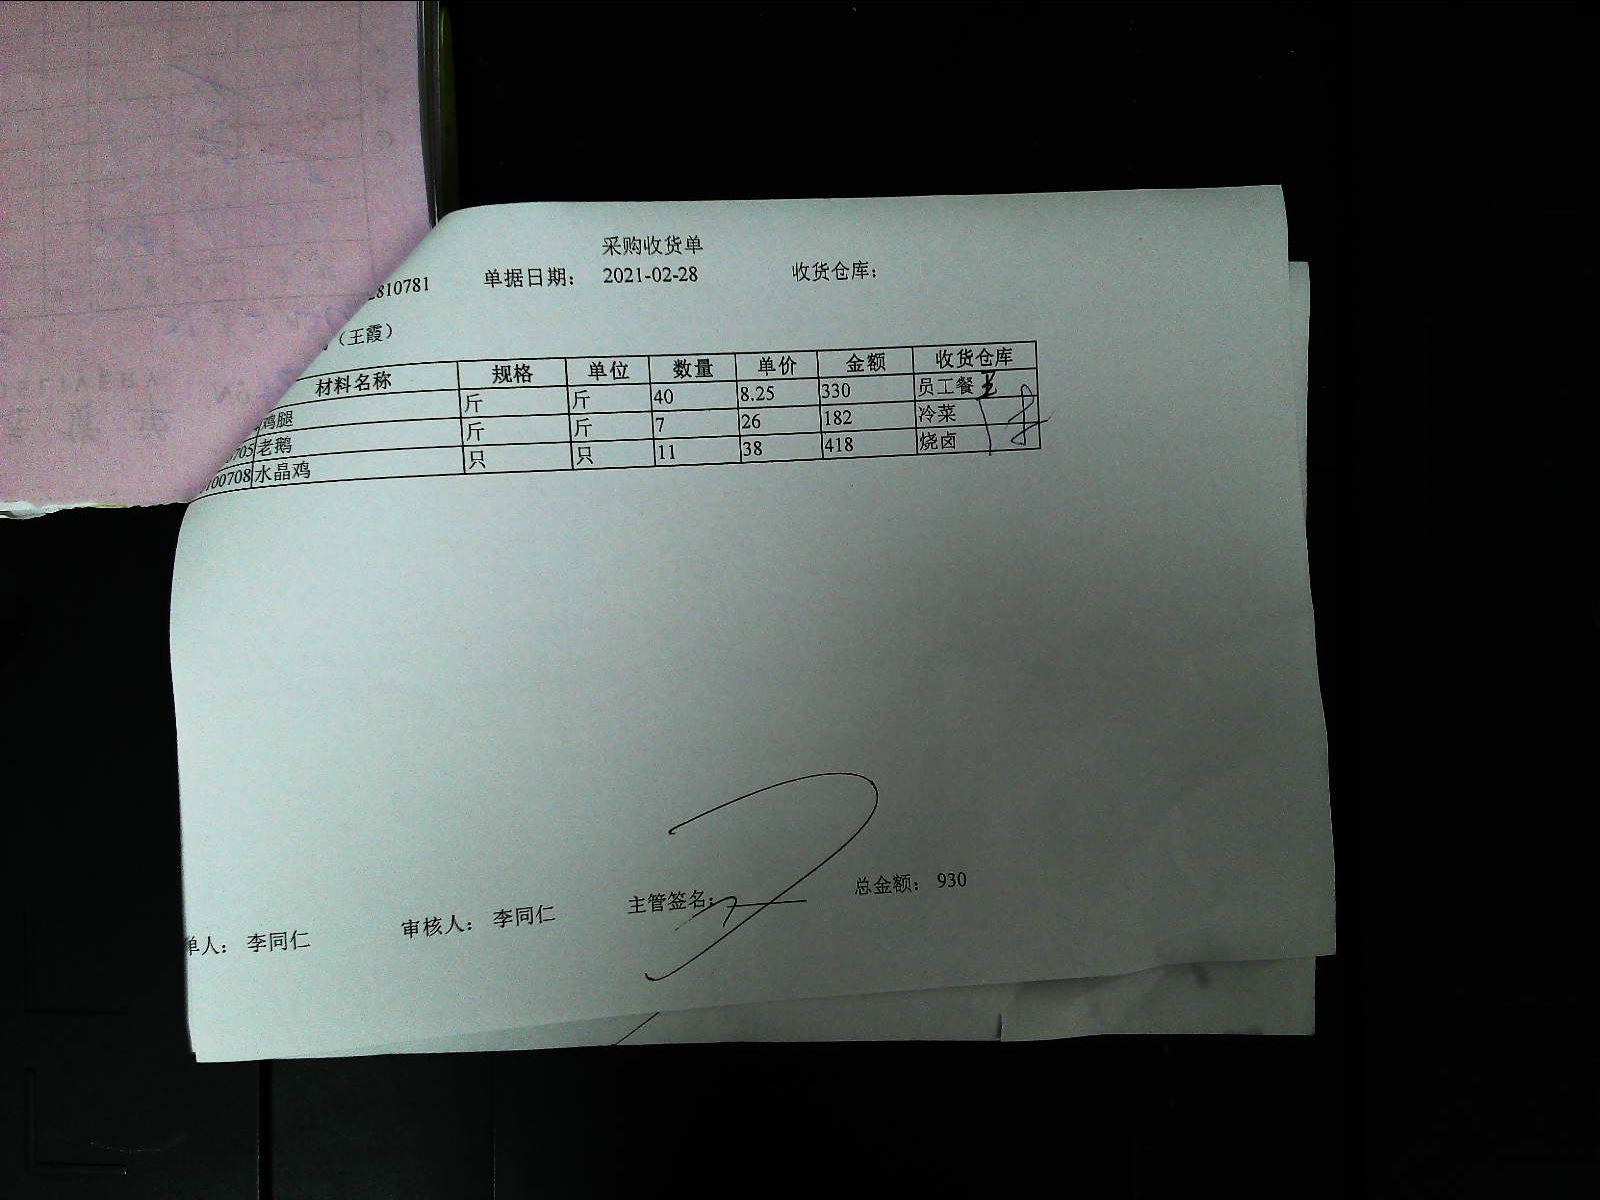 采购收货单
2810781 单据日期: 2021-02-28 收货仓库:
(王霞)
材料名称 规格 单位 数量 单价 金额 收货仓库
鸡腿 斤 斤 40 8.25 330 员工餐
705 老鹅 斤 斤 7 26 182 冷菜
100708 水晶鸡 只 只 11 38 418 烧卤
单人: 李同仁 审核人: 李同仁 主管签名: 总金额: 930